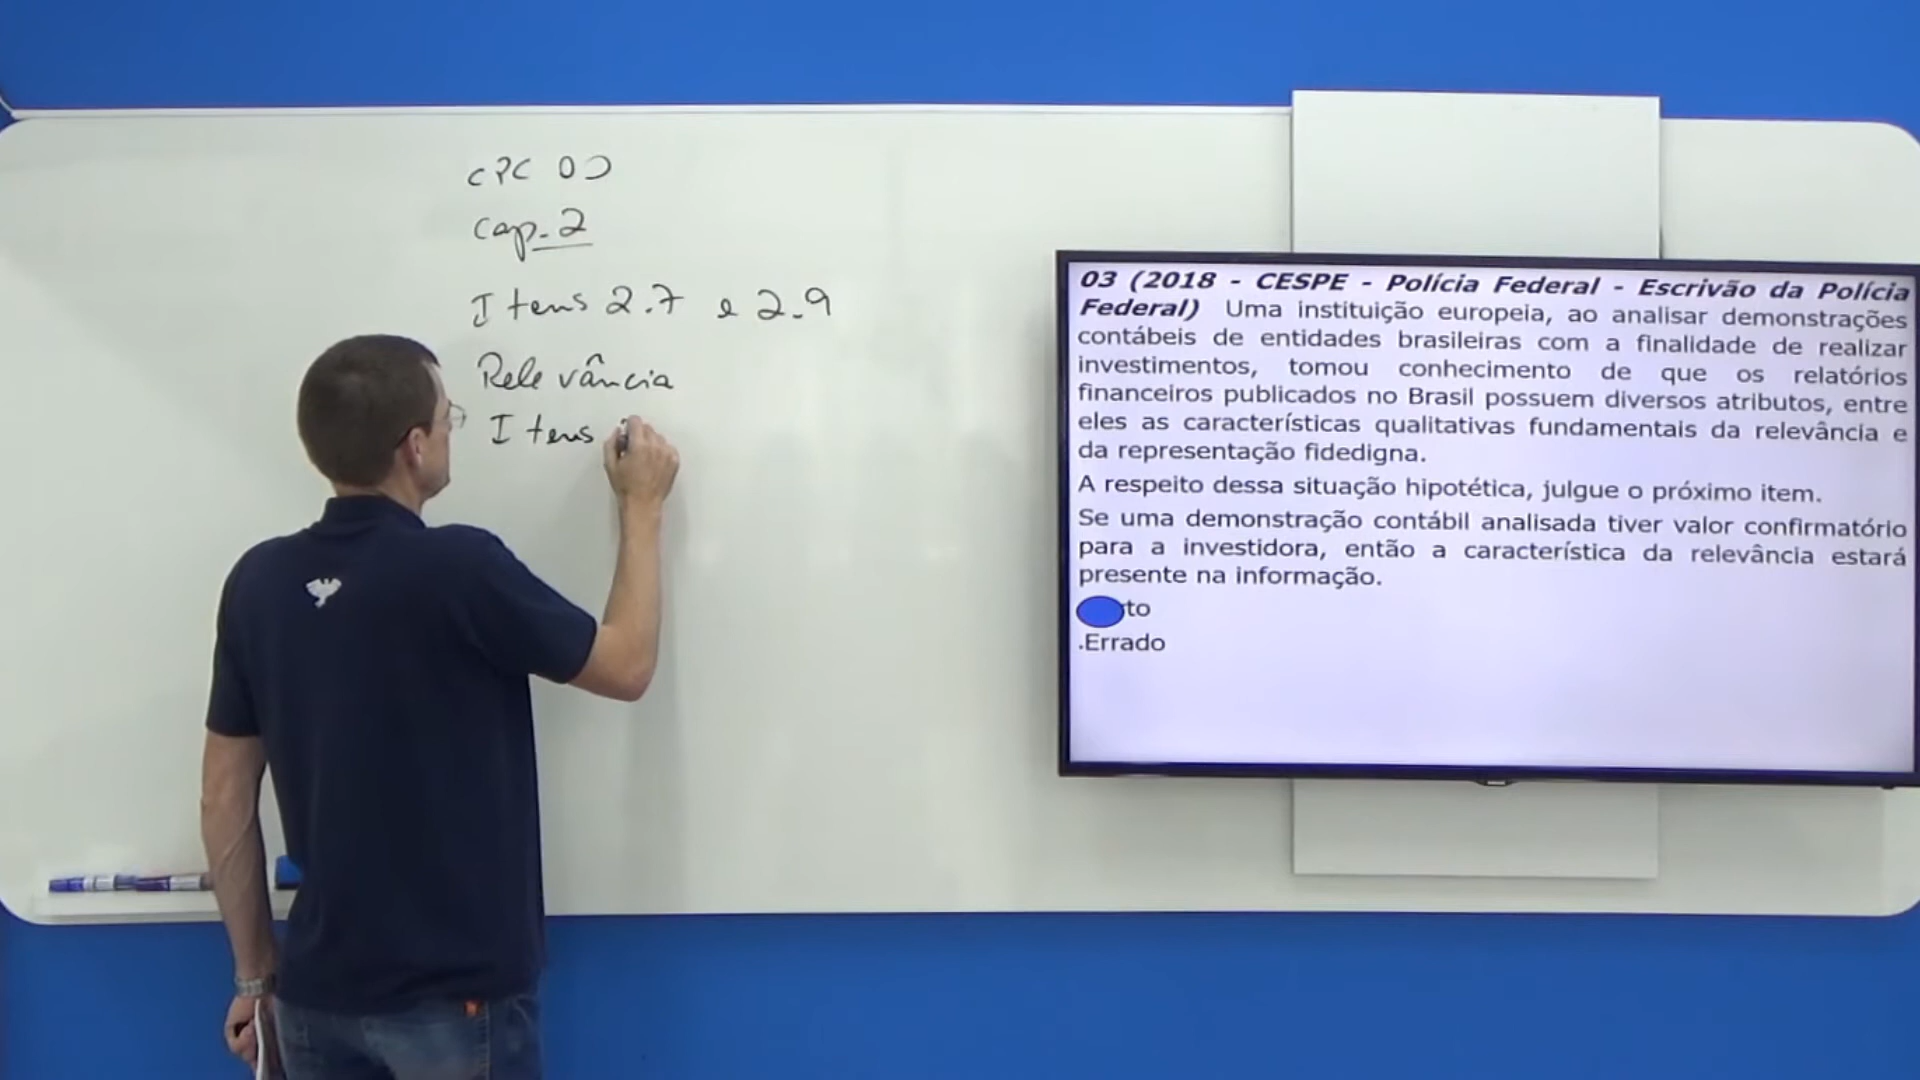 CPC 00
Cap. 2
Itens 2.7 e 2.9
Relevância
Itens
03 (2018 - CESPE - Polícia Federal - Escrivão da Polícia
Federal) Uma instituição europeia, ao analisar demonstrações
contábeis de entidades brasileiras com a finalidade de realizar
investimentos, tomou conhecimento de que os relatórios
financeiros publicados no Brasil possuem diversos atributos, entre
eles as características qualitativas fundamentais da relevância e
da representação fidedigna.
A respeito dessa situação hipotética, julgue o próximo item.
Se uma demonstração contábil analisada tiver valor confirmatório
para a investidora, então a característica da relevância estará
presente na informação.
to
.Errado